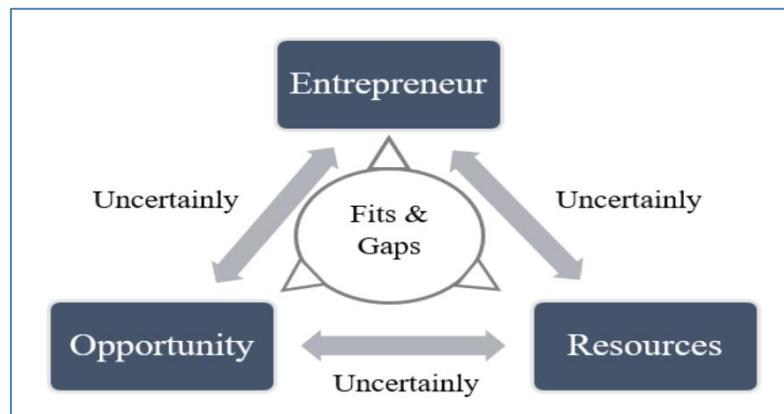 Entrepreneur
Uncertainly
Fits &
Gaps
Uncertainly
Opportunity
Uncertainly
Resources